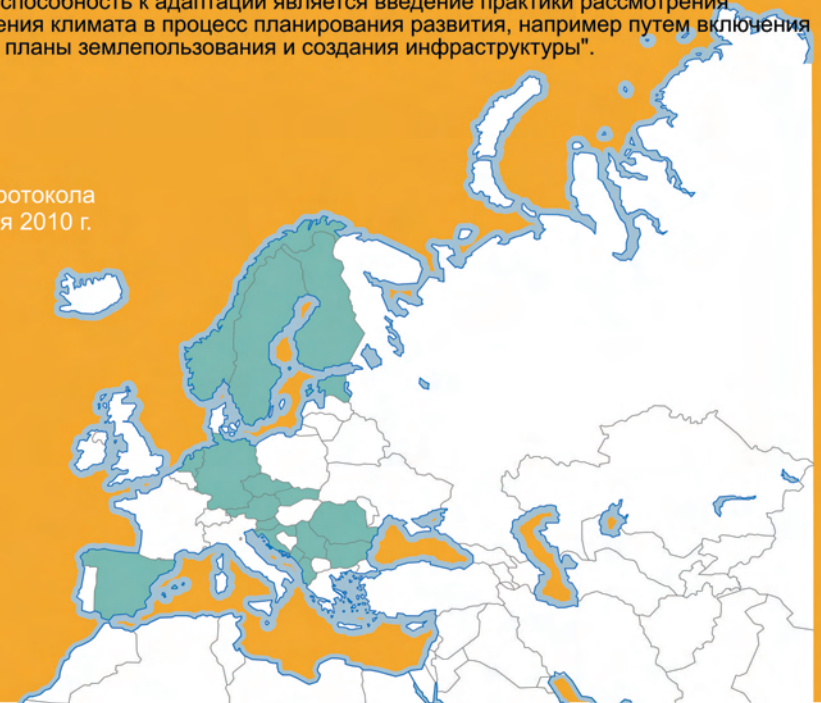 способность к адаптации является введение практики рассмотрения
ения климата в процесс планирования развития, например путем включения
планы землепользования и создания инфраструктуры".
ротокола
я 2010 г.